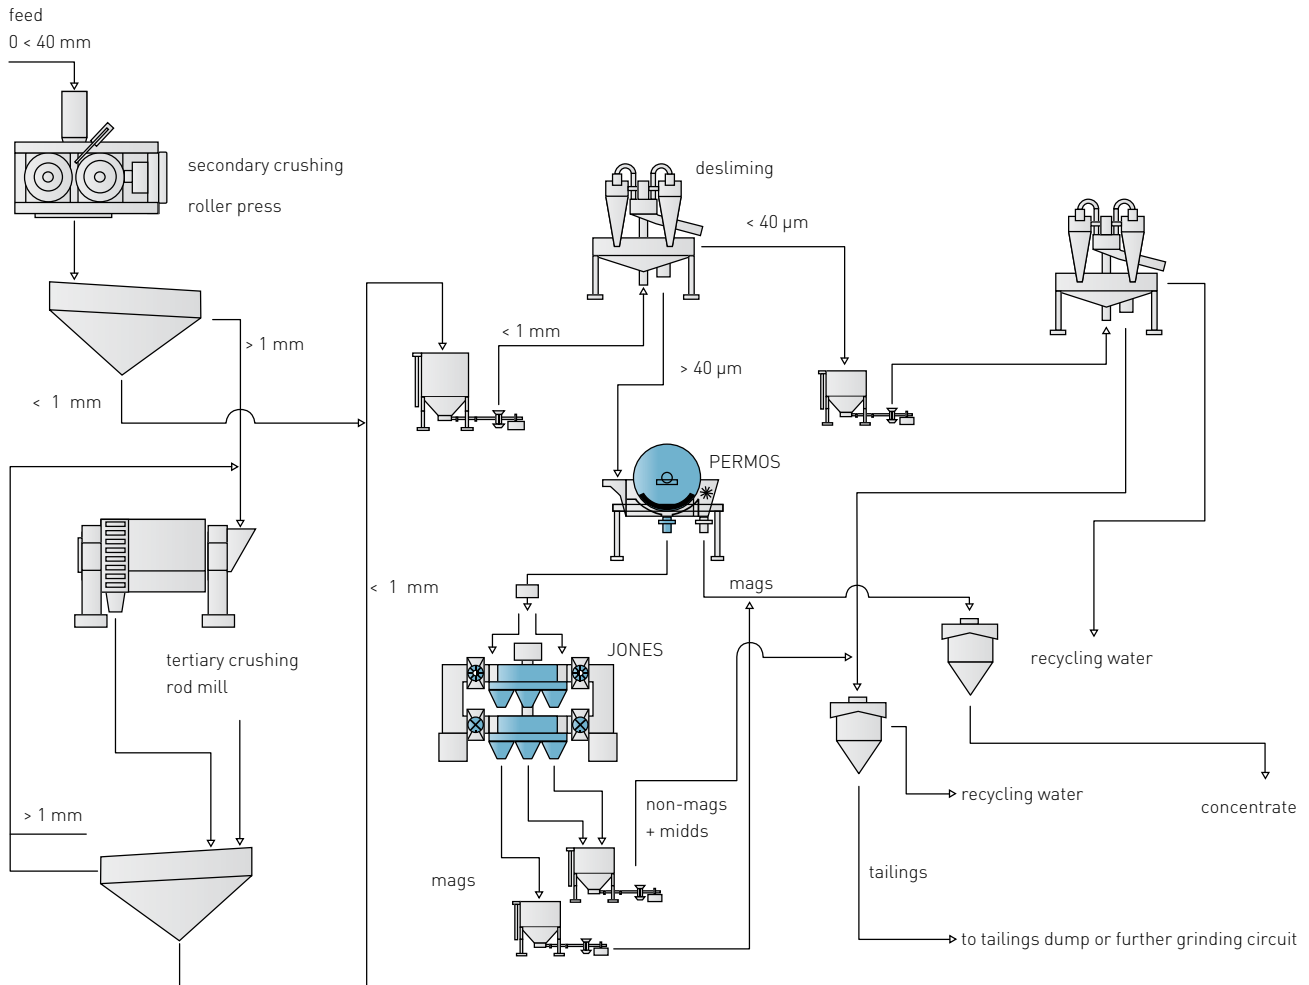 feed
0 < 40 mm
secondary crushing
roller press
desliming
< 40 µm
> 1 mm
< 1 mm
< 1 mm
> 40 µm
PERMOS
< 1 mm
mags
tertiary crushing
rod mill
JONES
recycling water
> 1 mm
non-mags
+ midds
recycling water
concentrate
mags
tailings
to tailings dump or further grinding circuit